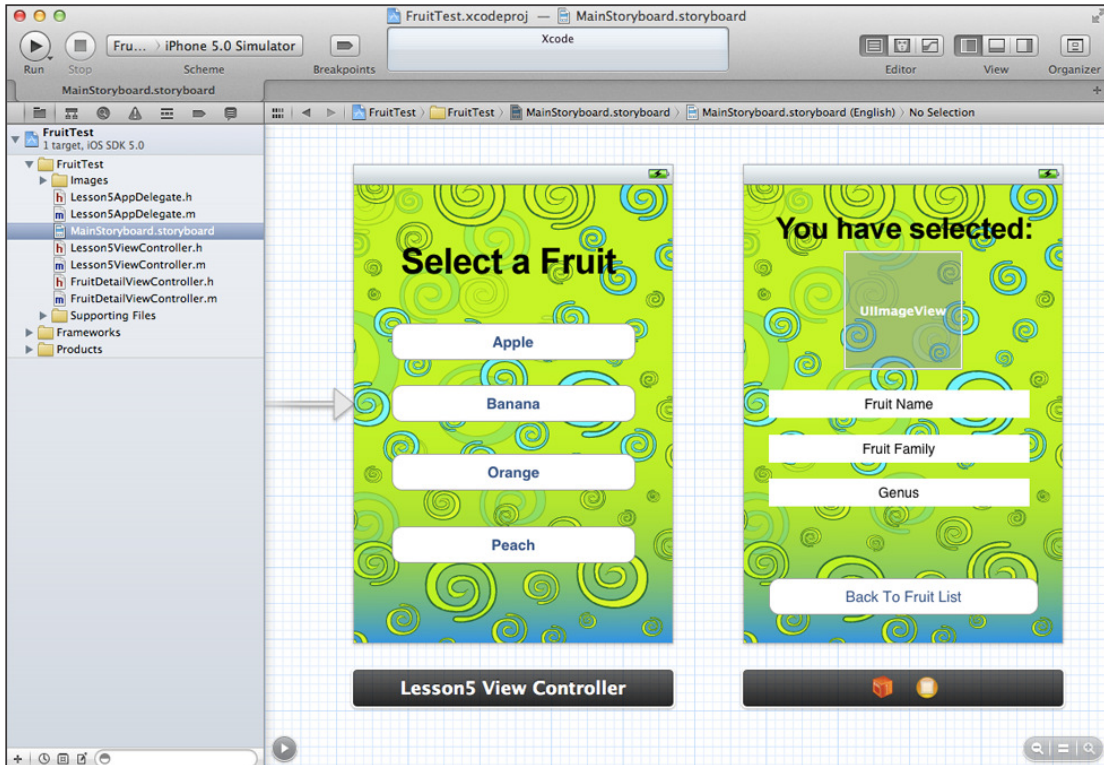 FruitTest.xcodeproj — MainStoryboard.storyboard
Fru... iPhone 5.0 Simulator
Xcode
Run Stop Scheme Breakpoints Editor View Organizer
MainStoryboard.storyboard
FruitTest FruitTest MainStoryboard.storyboard MainStoryboard.storyboard (English) No Selection
FruitTest
1 target, iOS SDK 5.0
FruitTest
Images
h Lesson5AppDelegate.h
m Lesson5AppDelegate.m
MainStoryboard.storyboard
h Lesson5ViewController.h
m Lesson5ViewController.m
h FruitDetailViewController.h
m FruitDetailViewController.m
Supporting Files
Frameworks
Products
Select a Fruit
Apple
Banana
Orange
Peach
Lesson5 View Controller
You have selected:
UIImageView
Fruit Name
Fruit Family
Genus
Back To Fruit List